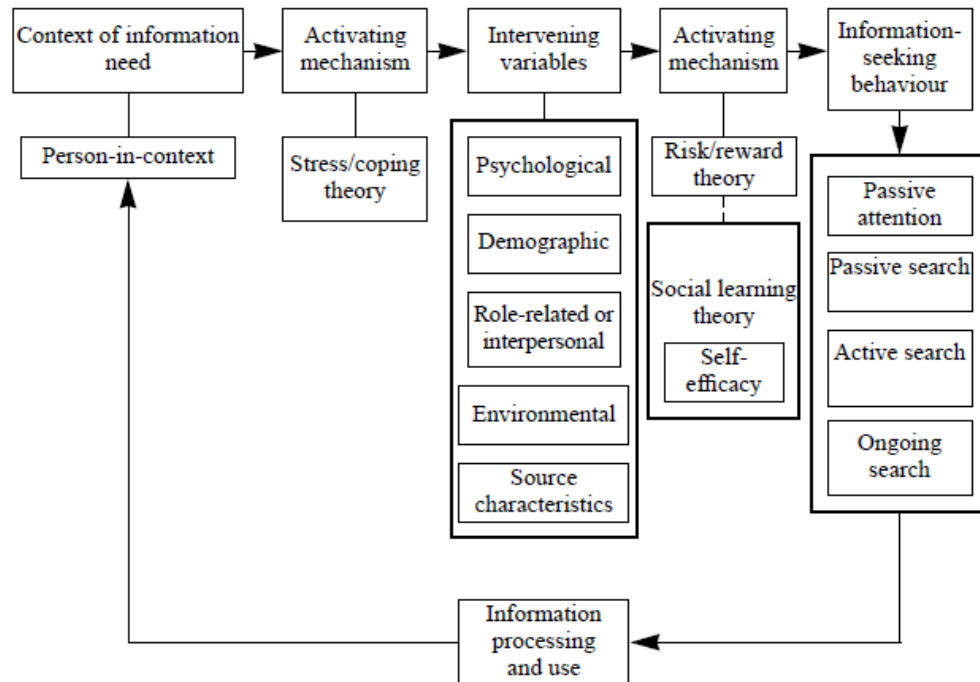 Context of information
need
Activating
mechanism
Intervening
variables
Activating
mechanism
Information-
seeking
behaviour
Person-in-context
Stress/coping
theory
Psychological
Demographic
Role-related or
interpersonal
Environmental
Source
characteristics
Risk/reward
theory
Social learning
theory
Self-
efficacy
Passive
attention
Passive search
Active search
Ongoing
search
Information
processing
and use